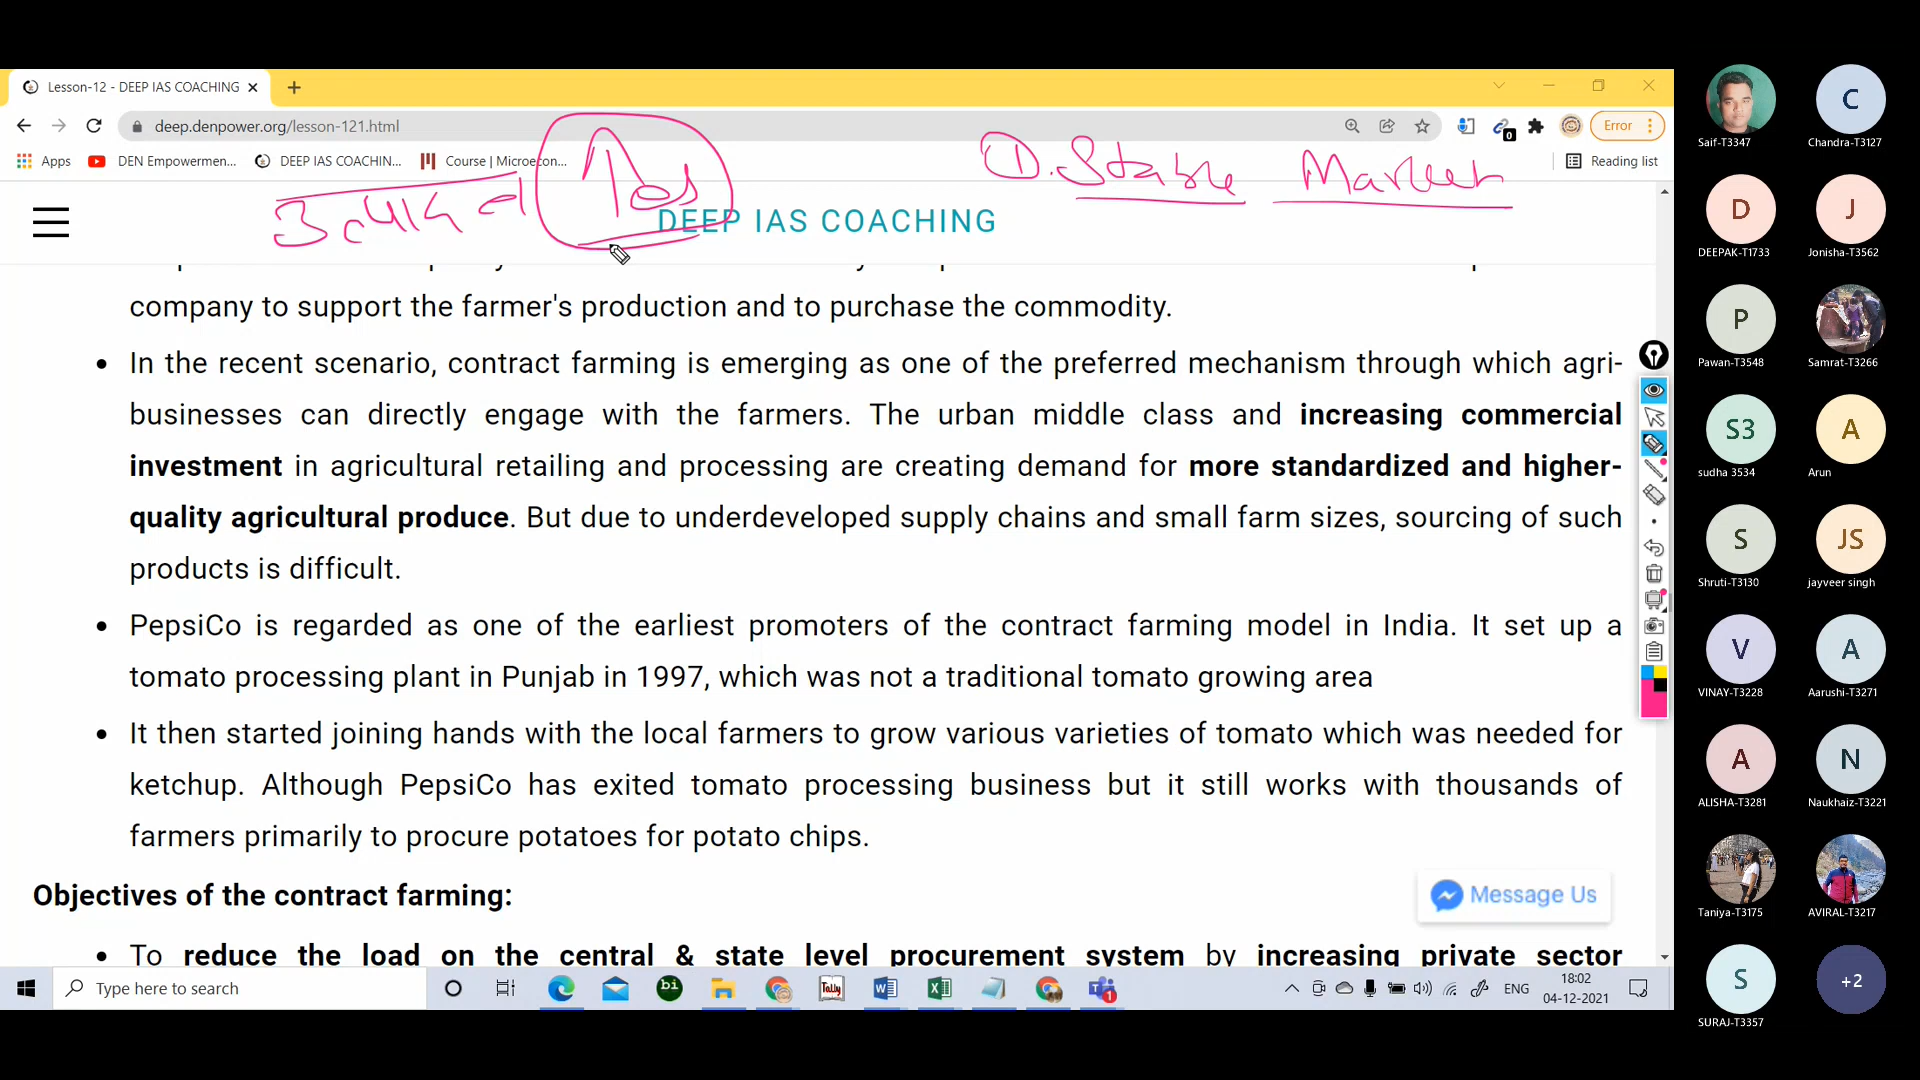 Lesson-12 - DEEP IAS COACHING
deep.denpower.org/lesson-121.html
Error
Apps
DEN Empowermen...
DEEP IAS COACHIN...
Course | Microecon...
Reading list
①. Stable Market
DEEP IAS COACHING
company to support the farmer's production and to purchase the commodity.
• In the recent scenario, contract farming is emerging as one of the preferred mechanism through which agri-
businesses can directly engage with the farmers. The urban middle class and increasing commercial
investment in agricultural retailing and processing are creating demand for more standardized and higher-
quality agricultural produce. But due to underdeveloped supply chains and small farm sizes, sourcing of such
products is difficult.
• PepsiCo is regarded as one of the earliest promoters of the contract farming model in India. It set up a
tomato processing plant in Punjab in 1997, which was not a traditional tomato growing area
• It then started joining hands with the local farmers to grow various varieties of tomato which was needed for
ketchup. Although PepsiCo has exited tomato processing business but it still works with thousands of
farmers primarily to procure potatoes for potato chips.
Message Us
Objectives of the contract farming:
• To reduce the load on the central & state level procurement system by increasing private sector
Type here to search
bi
Tally
1
ENG
18:02
04-12-2021
0
Saif-T3347
C
Chandra-T3127
D
DEEPAK-T1733
J
Jonisha-T3562
P
Pawan-T3548
Samrat-T3266
S3
sudha 3534
A
Arun
S
Shruti-T3130
JS
jayveer singh
V
VINAY-T3228
A
Aarushi-T3271
A
ALISHA-T3281
N
Naukhaiz-T3221
Taniya-T3175
AVIRAL-T3217
S
SURAJ-T3357
+2